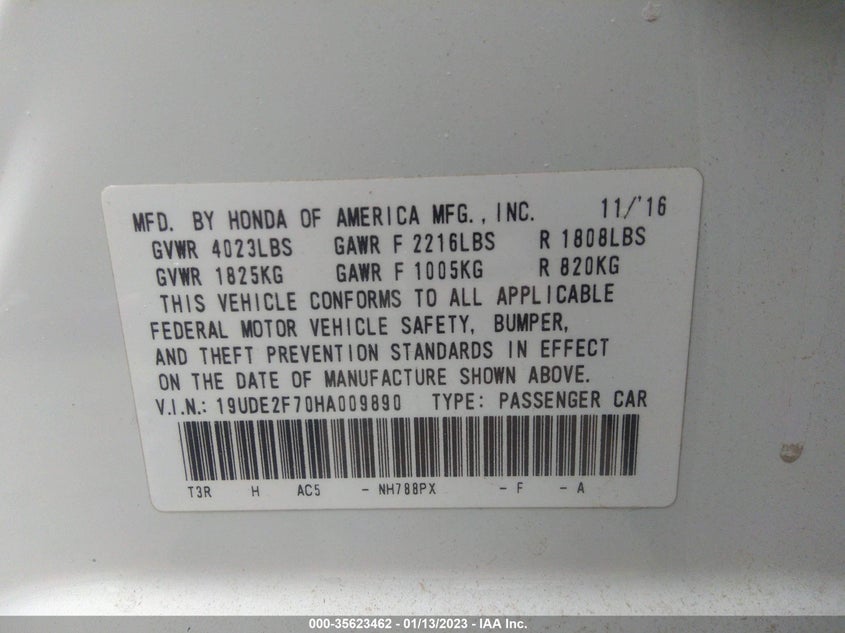 MFD. BY HONDA OF AMERICA MFG., INC. 11/'16
GVWR 4023LBS GAWR F 2216LBS R 1808LBS
GVWR 1825KG GAWR F 1005KG R 820KG
THIS VEHICLE CONFORMS TO ALL APPLICABLE
FEDERAL MOTOR VEHICLE SAFETY, BUMPER,
AND THEFT PREVENTION STANDARDS IN EFFECT
ON THE DATE OF MANUFACTURE SHOWN ABOVE.
V.I.N.: 19UDE2F70HA009890 TYPE: PASSENGER CAR
T3R H AC5 - NH788PX - F - A
000-35623462 - 01/13/2023 - IAA Inc.